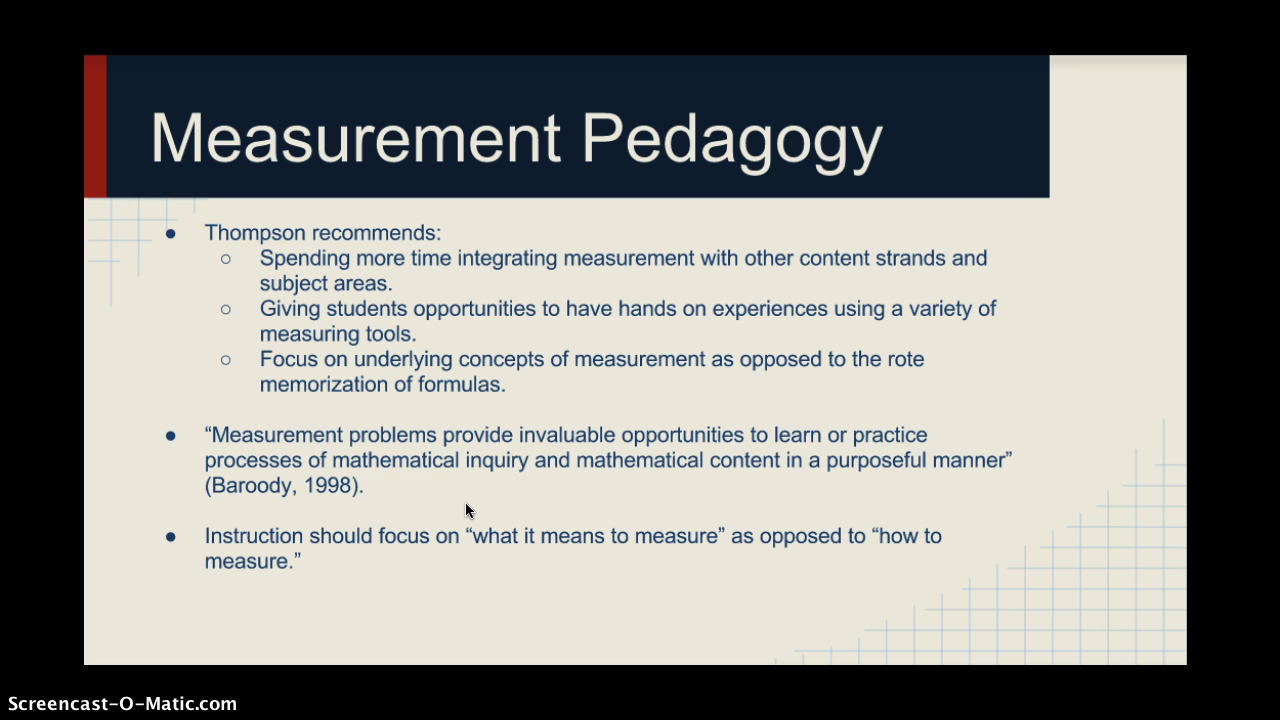 Measurement Pedagogy
● Thompson recommends:
○ Spending more time integrating measurement with other content strands and
subject areas.
○ Giving students opportunities to have hands on experiences using a variety of
measuring tools.
○ Focus on underlying concepts of measurement as opposed to the rote
memorization of formulas.
● “Measurement problems provide invaluable opportunities to learn or practice
processes of mathematical inquiry and mathematical content in a purposeful manner”
(Baroody, 1998).
● Instruction should focus on “what it means to measure” as opposed to “how to
measure.”
Screencast-O-Matic.com